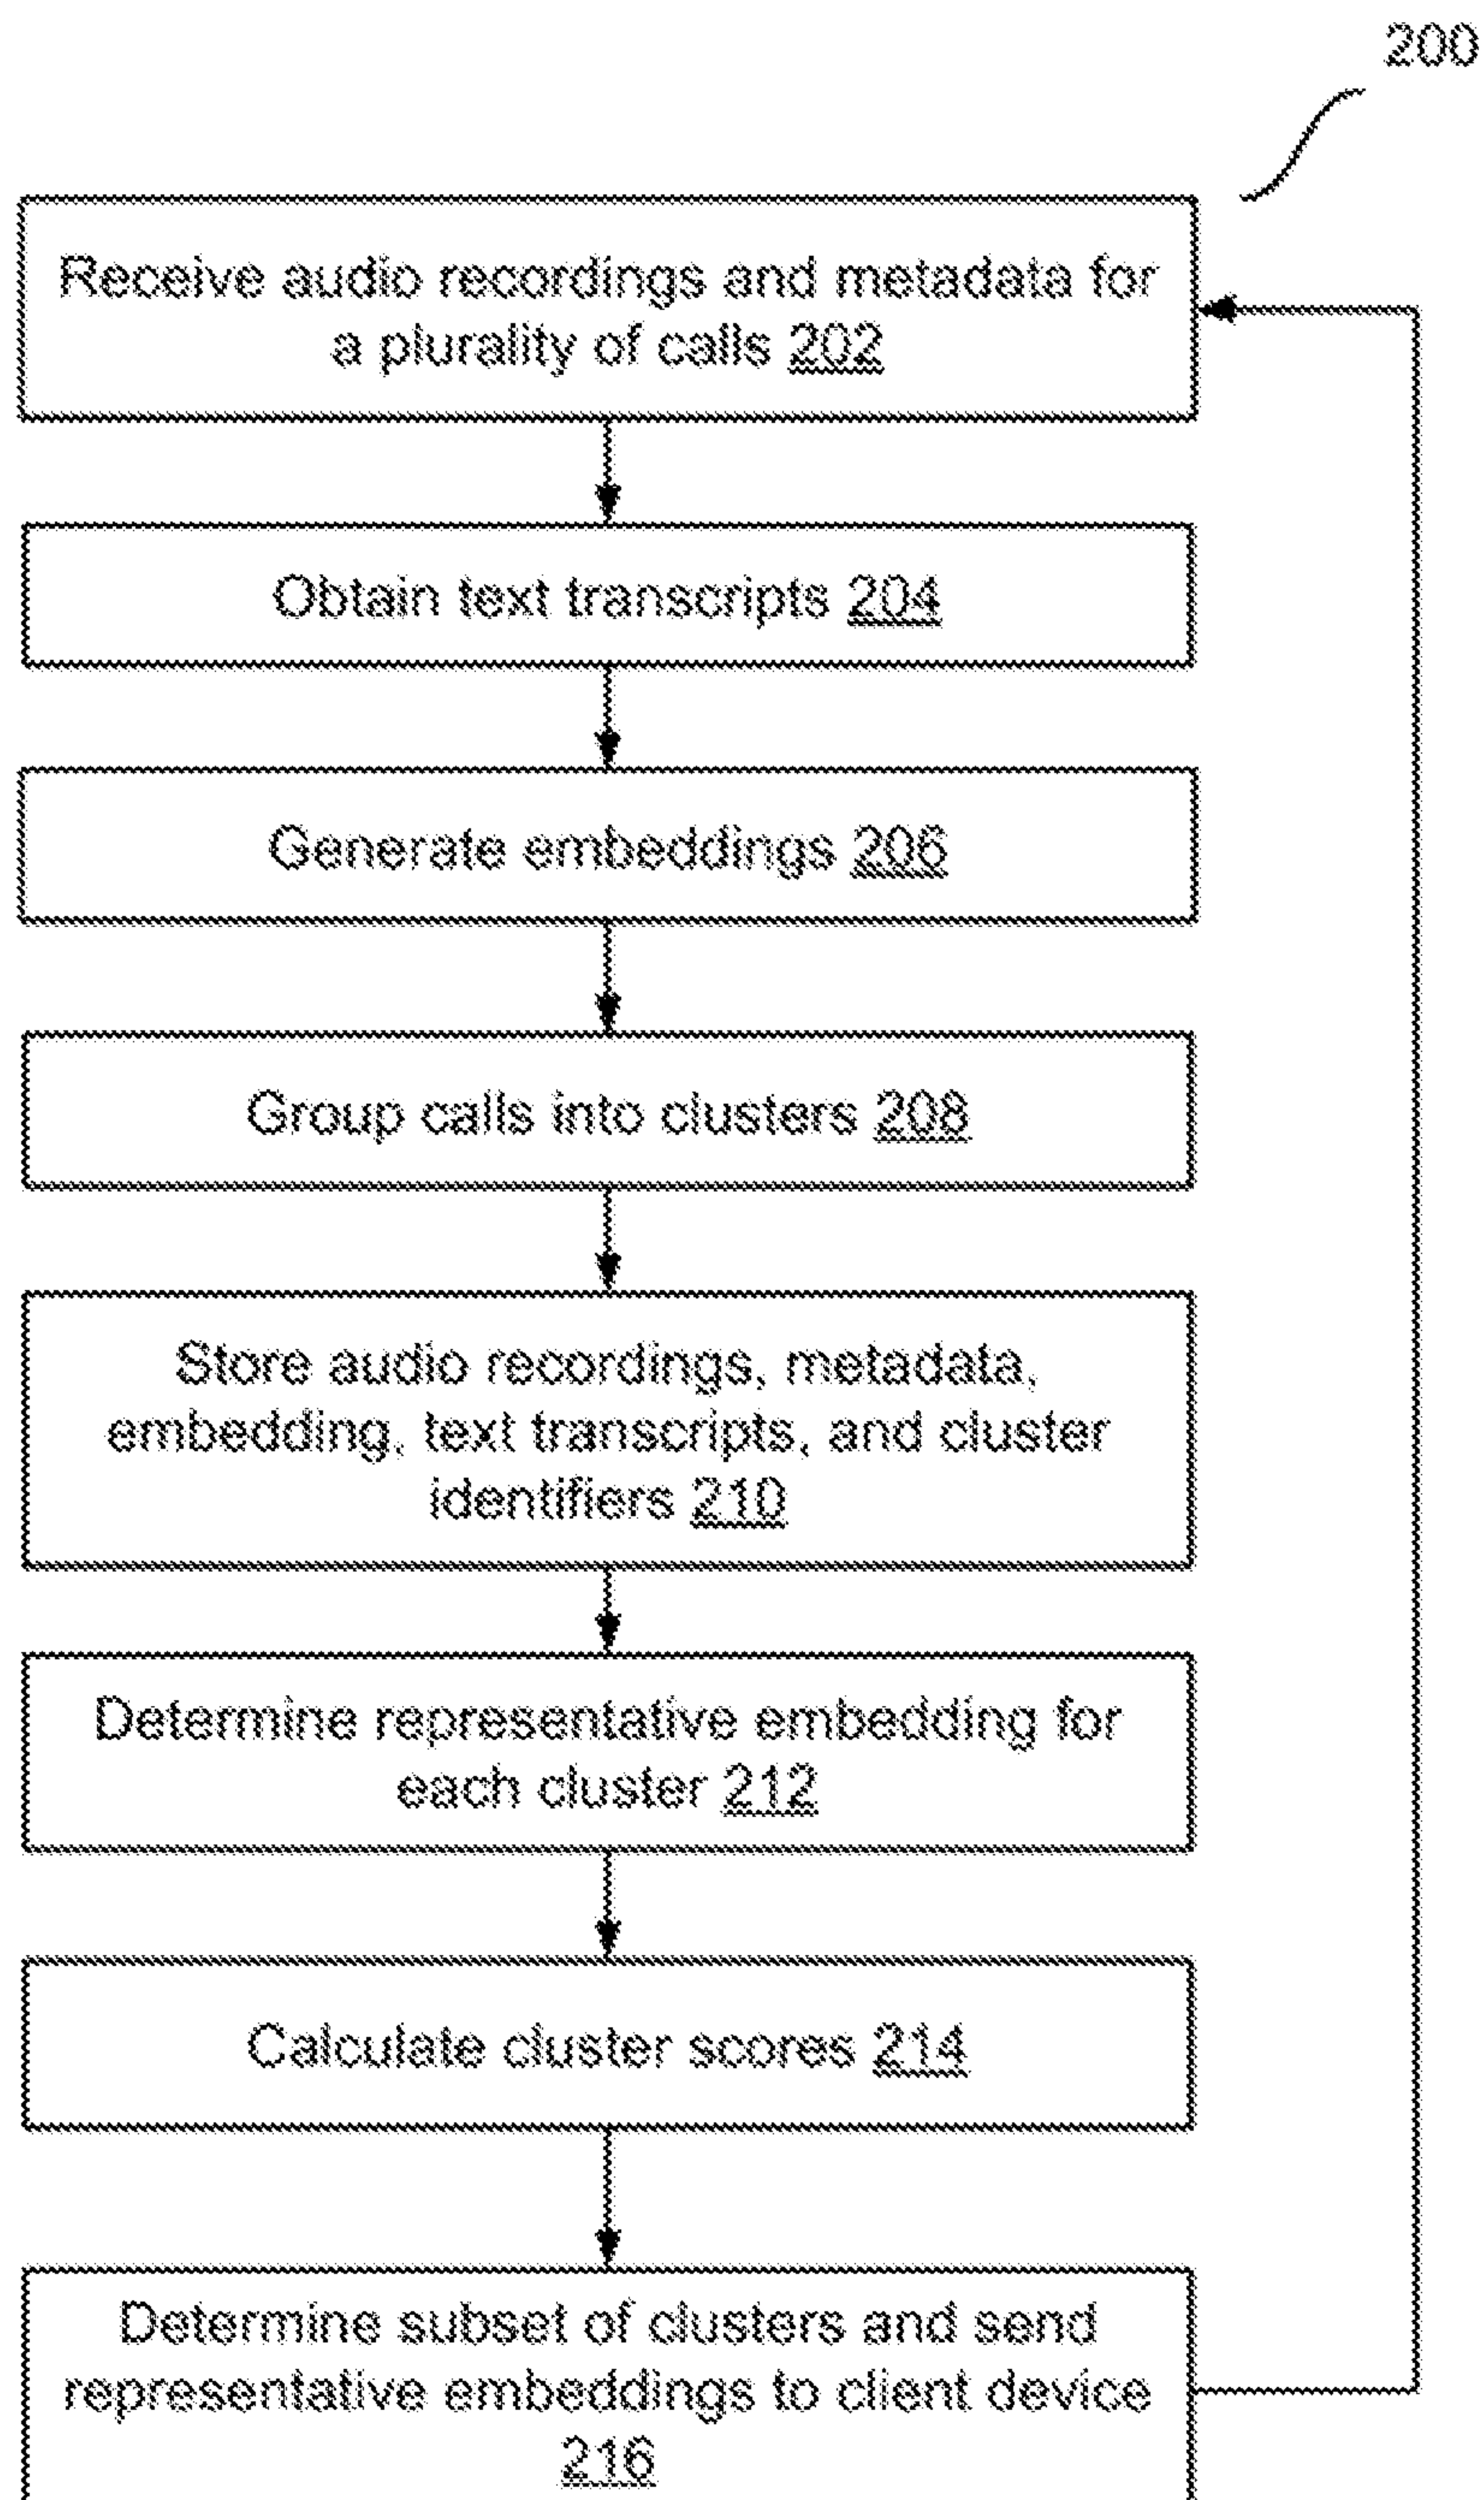 200
Receive audio recordings and metadata for
a plurality of calls 202
Obtain text transcripts 204
Generate embeddings 206
Group calls into clusters 208
Store audio recordings, metadata,
embedding, text transcripts, and cluster
identifiers 210
Determine representative embedding for
each cluster 212
Calculate cluster scores 214
Determine subset of clusters and send
representative embeddings to client device
216